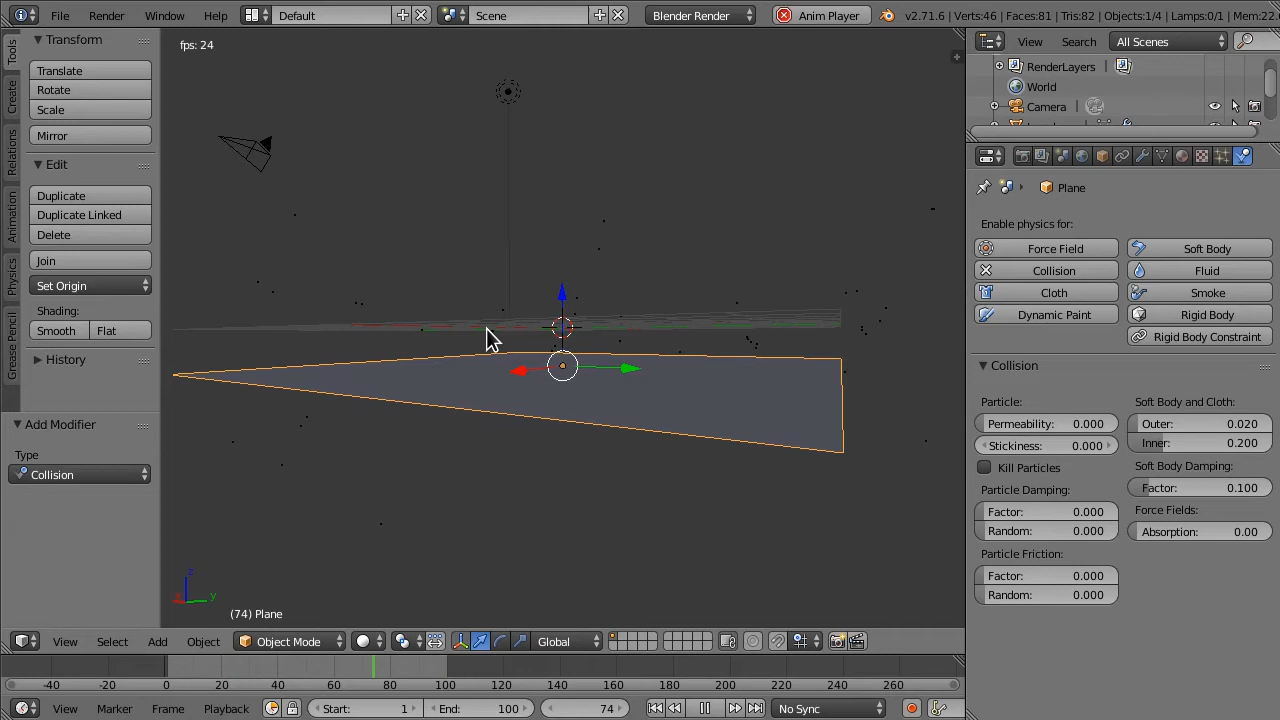 File Render Window Help Default Scene Blender Render Anim Player v2.71.6 | Verts:46 | Faces:81 | Tris:82 | Objects:1/4 | Lamps:0/1 | Mem:22.
Tools
Create
Relations
Animation
Physics
Grease Pencil
Transform
Translate
Rotate
Scale
Mirror
Edit
Duplicate
Duplicate Linked
Delete
Join
Set Origin
Shading:
Smooth Flat
History
Add Modifier
Type
Collision
fps: 24
z
x y
(74) Plane
View Search All Scenes
RenderLayers |
World
Camera |
Plane
Enable physics for:
Force Field Soft Body
Collision Fluid
Cloth Smoke
Dynamic Paint Rigid Body
Rigid Body Constraint
Collision
Particle: Soft Body and Cloth:
Permeability: 0.000 Outer: 0.020
Stickiness: 0.000 Inner: 0.200
Kill Particles Soft Body Damping:
Particle Damping: Factor: 0.100
Factor: 0.000 Force Fields:
Random: 0.000 Absorption: 0.00
Particle Friction:
Factor: 0.000
Random: 0.000
View Select Add Object Object Mode Global
-40 -20 0 20 40 60 80 100 120 140 160 180 200 220 240 260
View Marker Frame Playback Start: 1 End: 100 74 No Sync